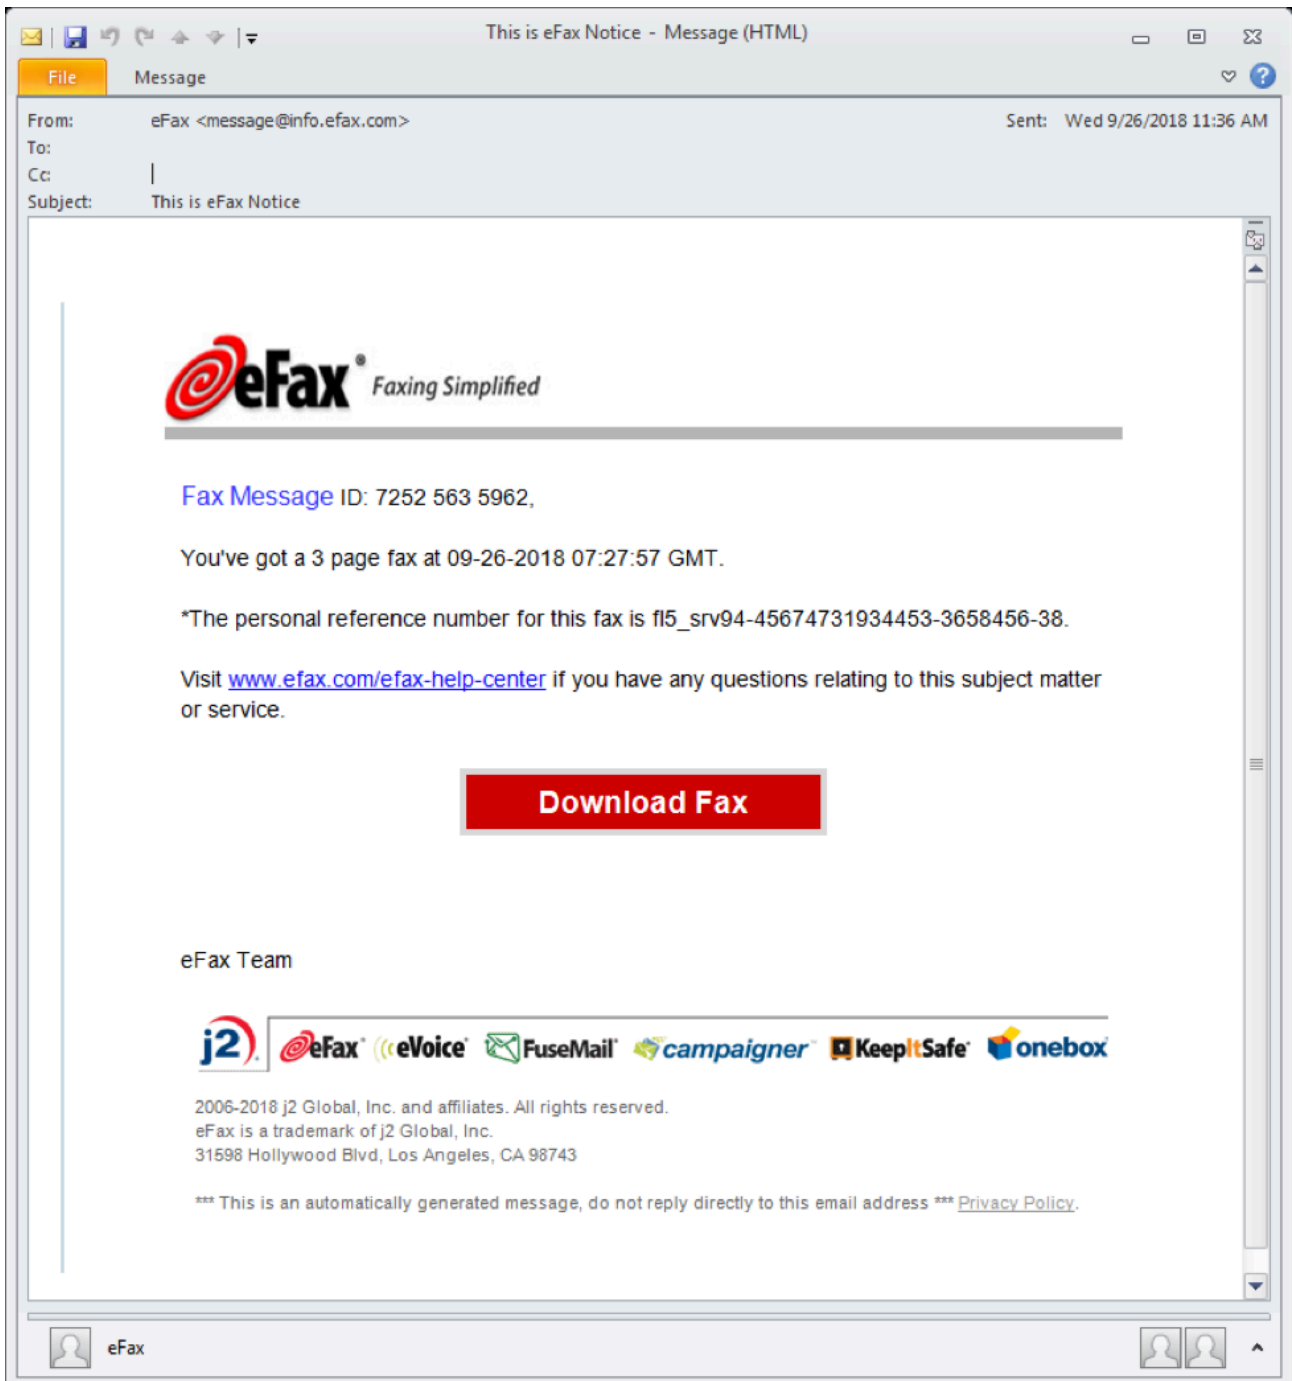 This is eFax Notice - Message (HTML)
File Message
From: eFax <message@info.efax.com> Sent: Wed 9/26/2018 11:36 AM
To:
Cc:
Subject: This is eFax Notice
eFax® Faxing Simplified
Fax Message ID: 7252 563 5962,
You've got a 3 page fax at 09-26-2018 07:27:57 GMT.
*The personal reference number for this fax is fl5_srv94-45674731934453-3658456-38.
Visit www.efax.com/efax-help-center if you have any questions relating to this subject matter
or service.
Download Fax
eFax Team
j2 eFax eVoice FuseMail campaigner KeepItSafe onebox
2006-2018 j2 Global, Inc. and affiliates. All rights reserved.
eFax is a trademark of j2 Global, Inc.
31598 Hollywood Blvd, Los Angeles, CA 98743
*** This is an automatically generated message, do not reply directly to this email address *** Privacy Policy.
eFax